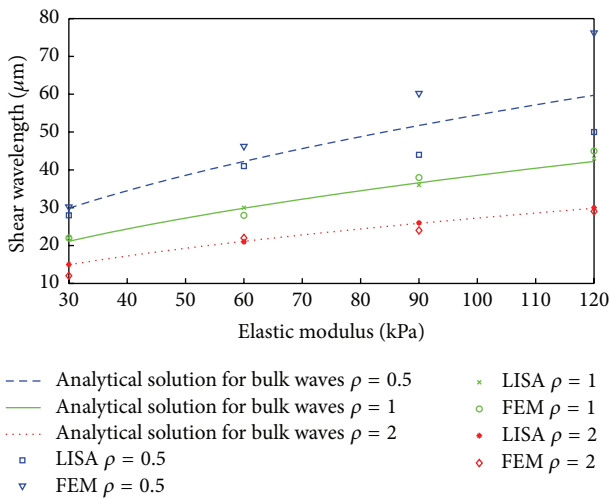 80
70
60
50
40
30
20
10
Shear wavelength (μm)
30 40 50 60 70 80 90 100 110 120
Elastic modulus (kPa)
Analytical solution for bulk waves ρ = 0.5
Analytical solution for bulk waves ρ = 1
Analytical solution for bulk waves ρ = 2
LISA ρ = 0.5
FEM ρ = 0.5
LISA ρ = 1
FEM ρ = 1
LISA ρ = 2
FEM ρ = 2